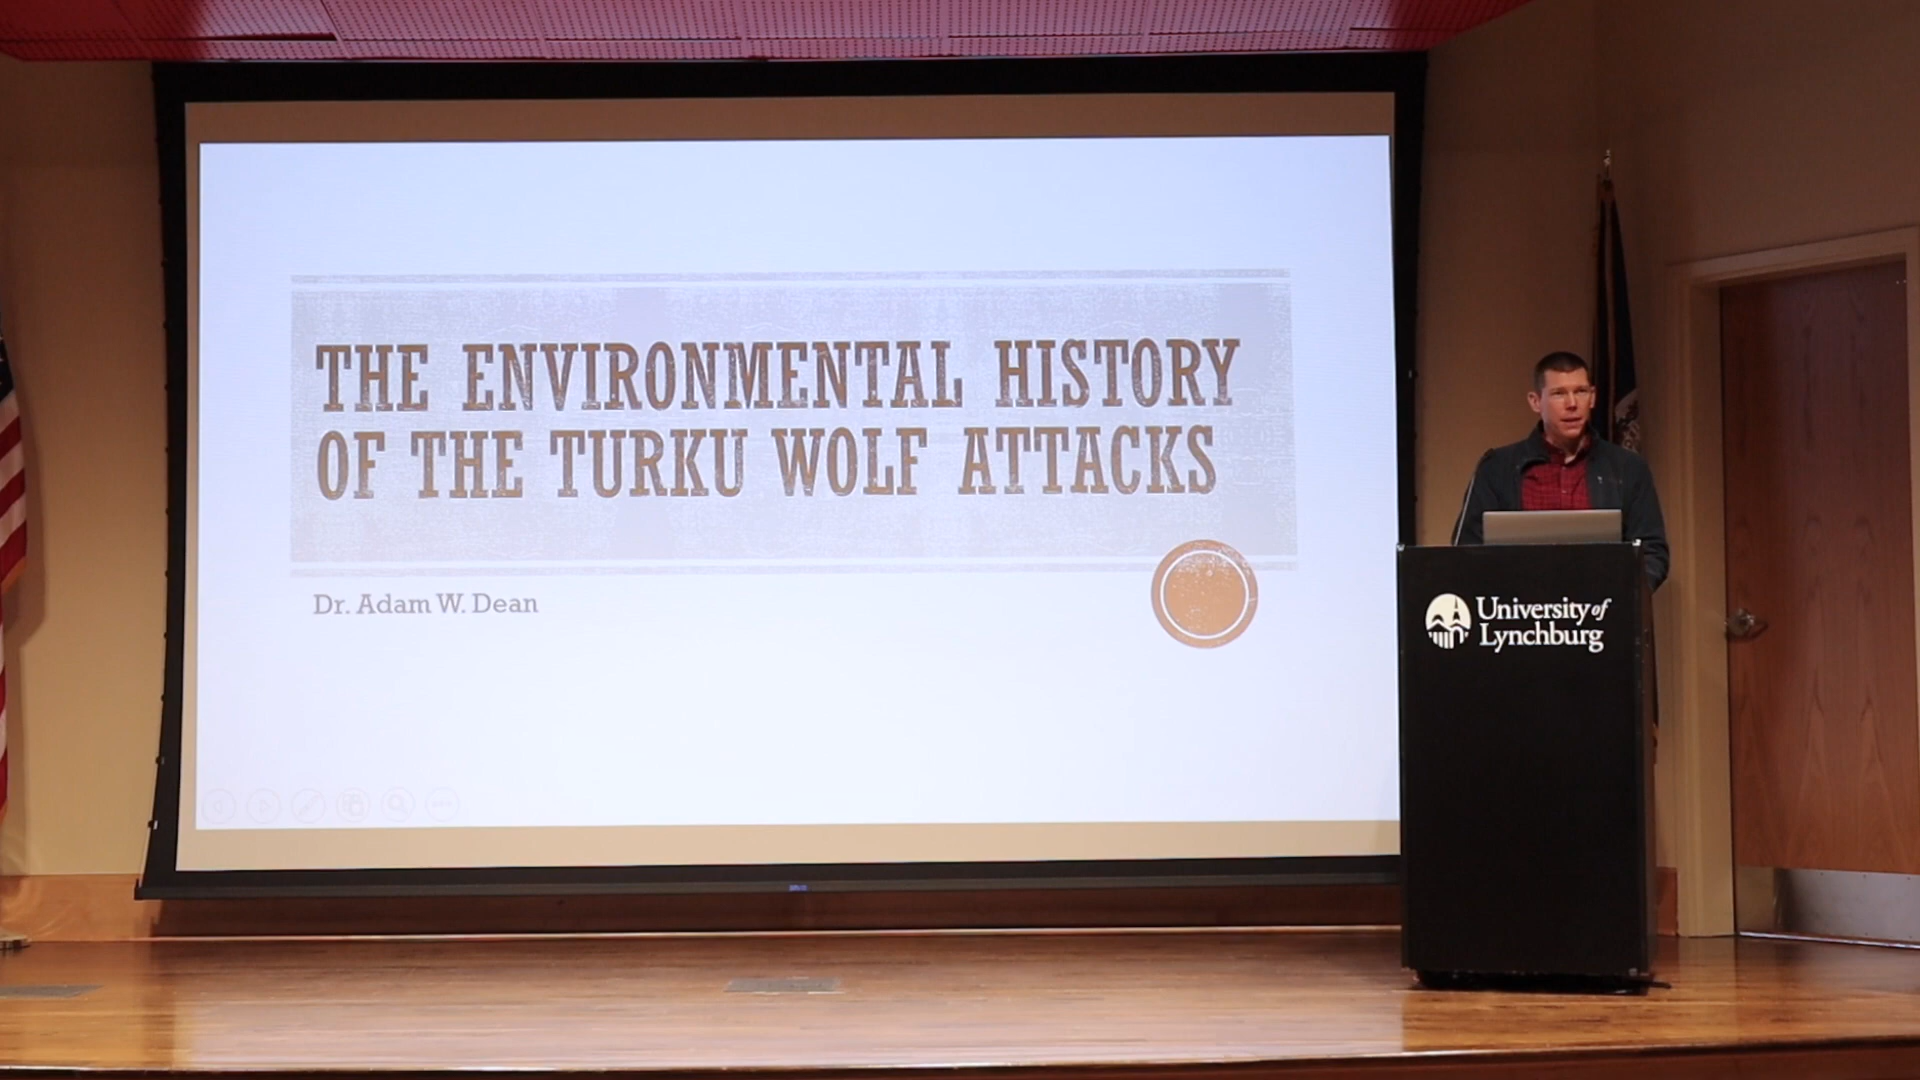 THE ENVIRONMENTAL HISTORY
OF THE TURKU WOLF ATTACKS
Dr. Adam W. Dean
University of
Lynchburg